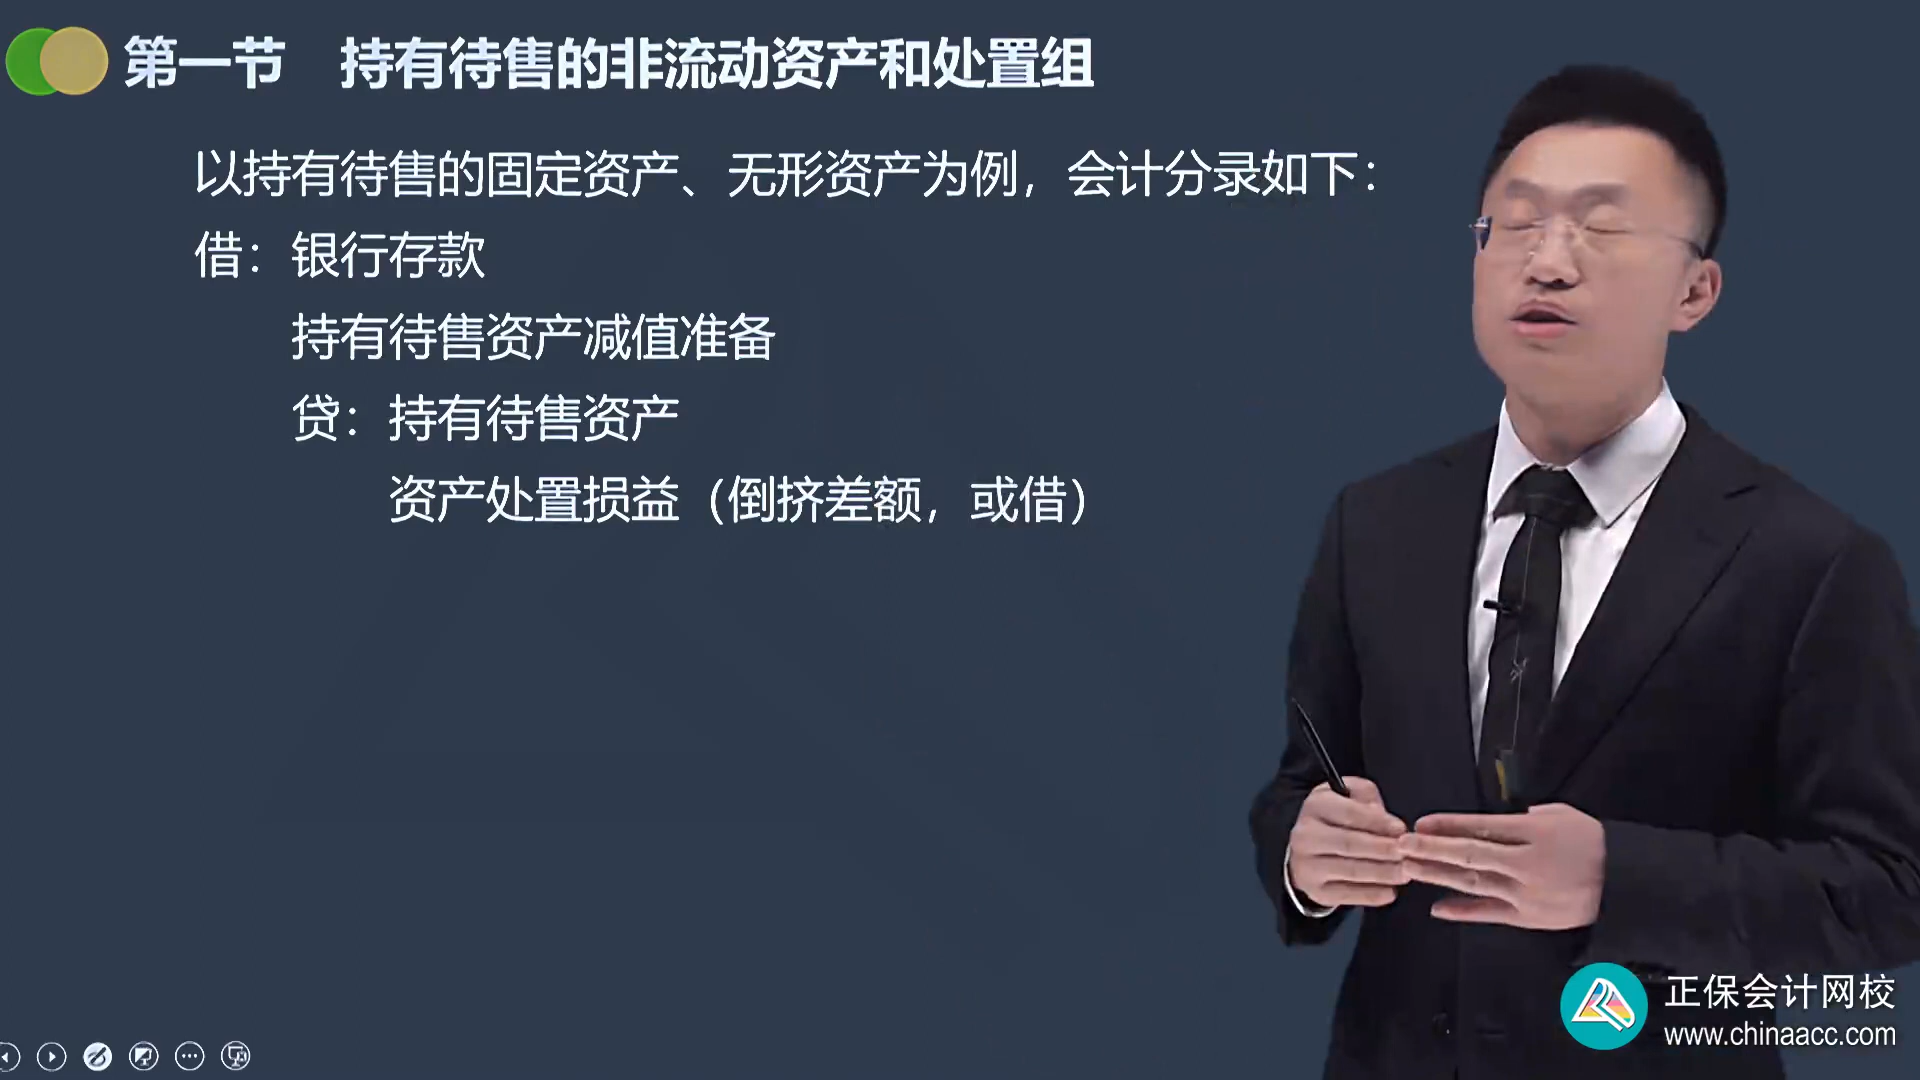 第一节 持有待售的非流动资产和处置组
以持有待售的固定资产、无形资产为例，会计分录如下：
借：银行存款
持有待售资产减值准备
贷：持有待售资产
资产处置损益（倒挤差额，或借）
正保会计网校
www.chinaacc.com